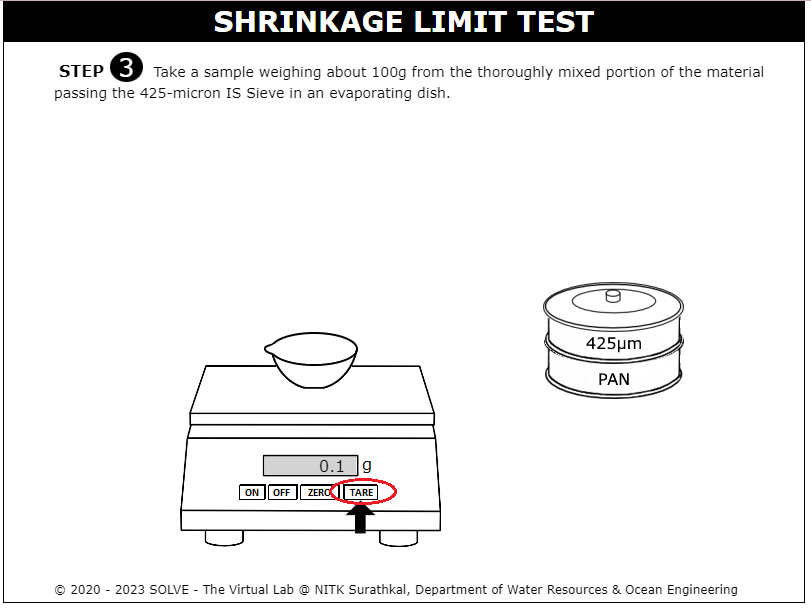 SHRINKAGE LIMIT TEST
STEP 3 Take a sample weighing about 100g from the thoroughly mixed portion of the material
passing the 425-micron IS Sieve in an evaporating dish.
425μm
PAN
0.1 g
ON OFF ZERO TARE
© 2020 - 2023 SOLVE - The Virtual Lab @ NITK Surathkal, Department of Water Resources & Ocean Engineering